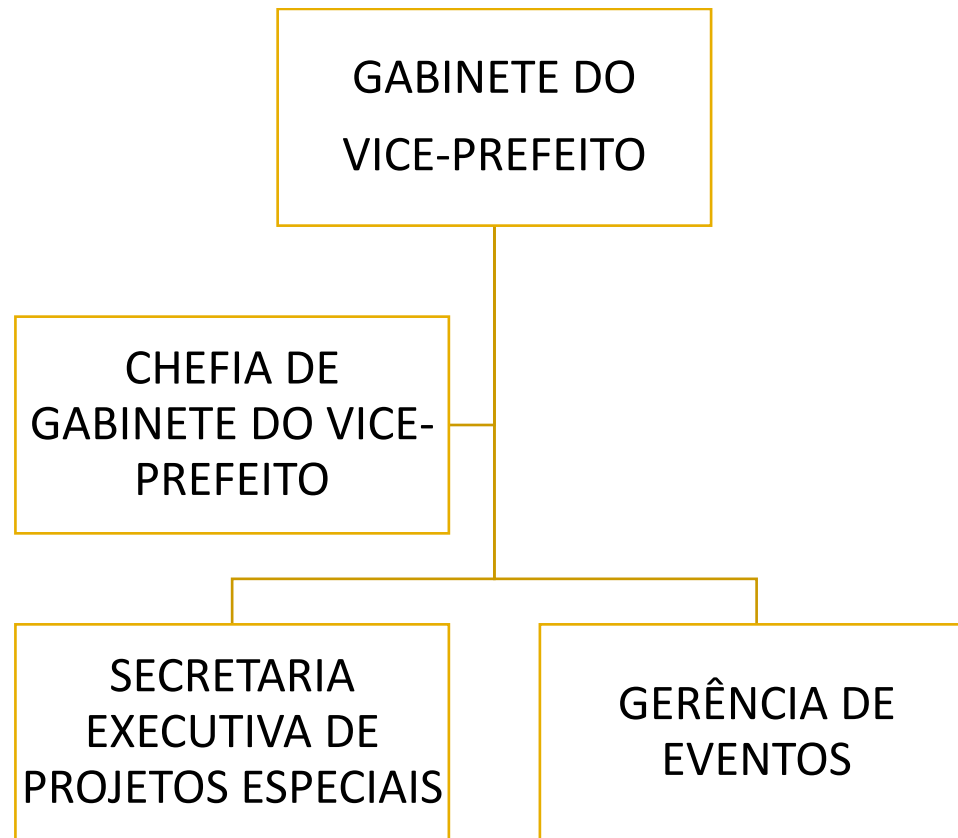 GABINETE DO
VICE-PREFEITO
CHEFIA DE
GABINETE DO VICE-
PREFEITO
SECRETARIA
EXECUTIVA DE
PROJETOS ESPECIAIS
GERÊNCIA DE
EVENTOS